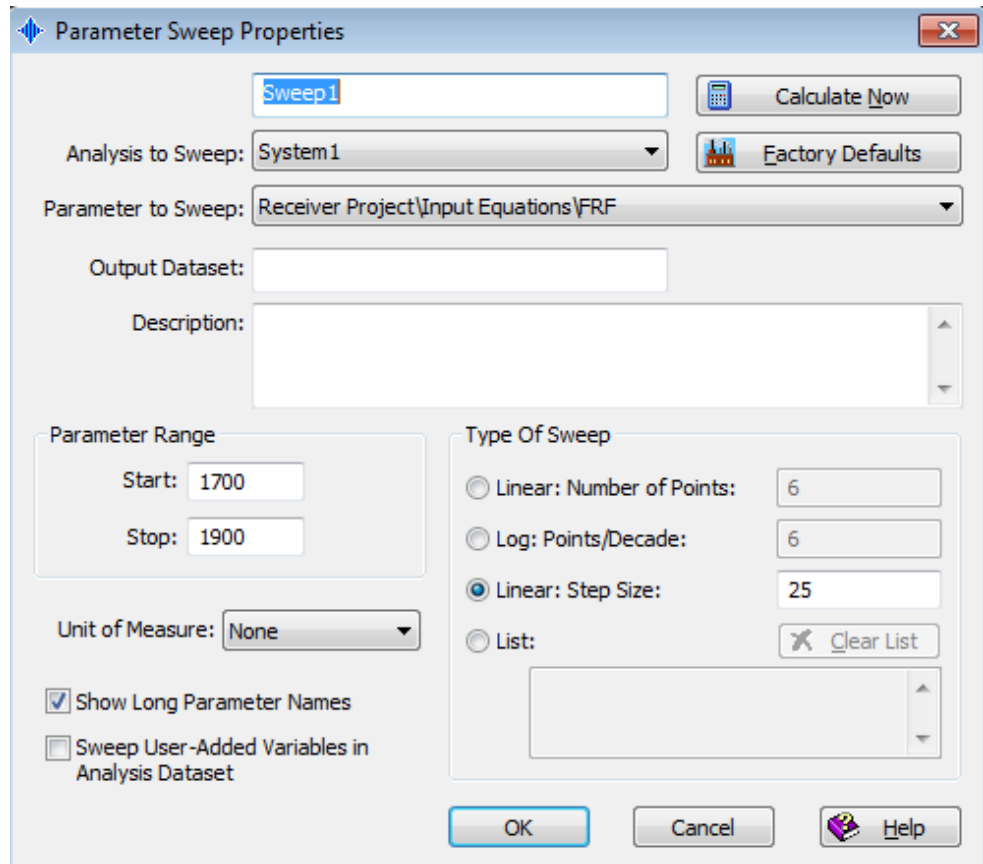 Parameter Sweep Properties
Sweep1
Calculate Now
Analysis to Sweep: System1
Factory Defaults
Parameter to Sweep: Receiver Project\Input Equations\FRF
Output Dataset:
Description:
Parameter Range
Start: 1700
Stop: 1900
Unit of Measure: None
Show Long Parameter Names
Sweep User-Added Variables in
Analysis Dataset
Type Of Sweep
Linear: Number of Points: 6
Log: Points/Decade: 6
Linear: Step Size: 25
List:
Clear List
OK
Cancel
Help